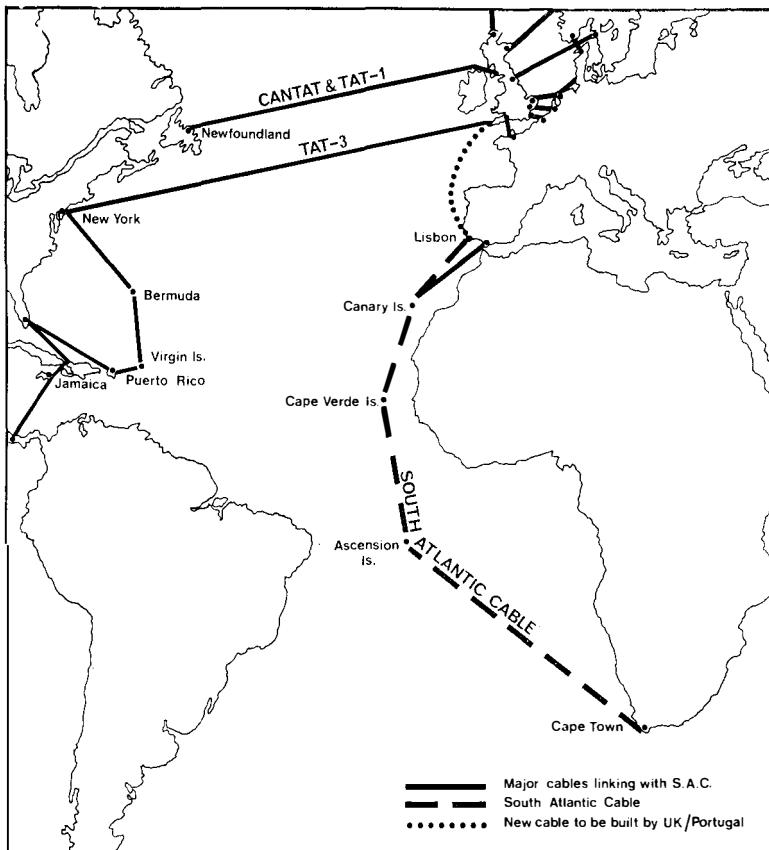 CANTAT & TAT-1
Newfoundland
TAT-3
New York
Lisbon
Bermuda
Canary Is.
Virgin Is.
Jamaica
Puerto Rico
Cape Verde Is.
SOUTH
ATLANTIC CABLE
Ascension
Is.
Cape Town
Major cables linking with S.A.C.
South Atlantic Cable
New cable to be built by UK/Portugal